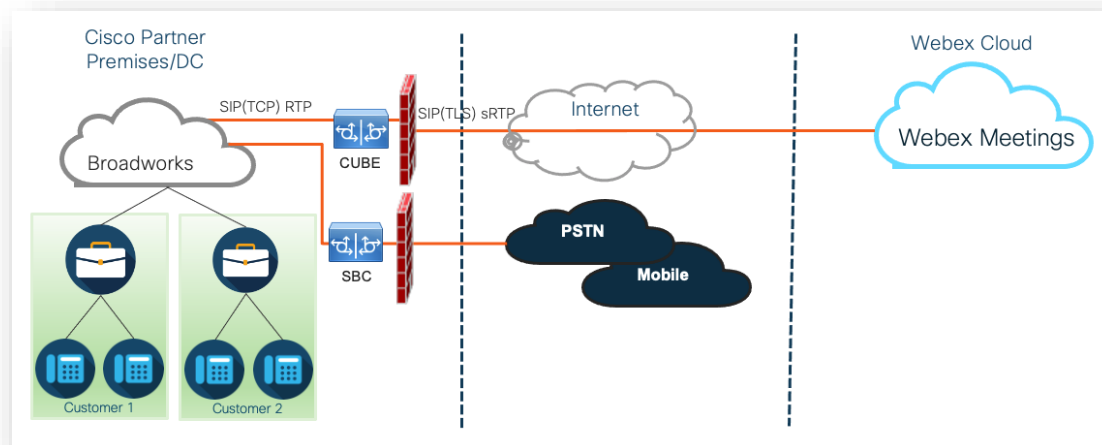 Cisco Partner
Premises/DC
Webex Cloud
SIP(TCP) RTP
SIP(TLS) sRTP
Internet
Webex Meetings
Broadworks
CUBE
PSTN
SBC
Mobile
Customer 1
Customer 2